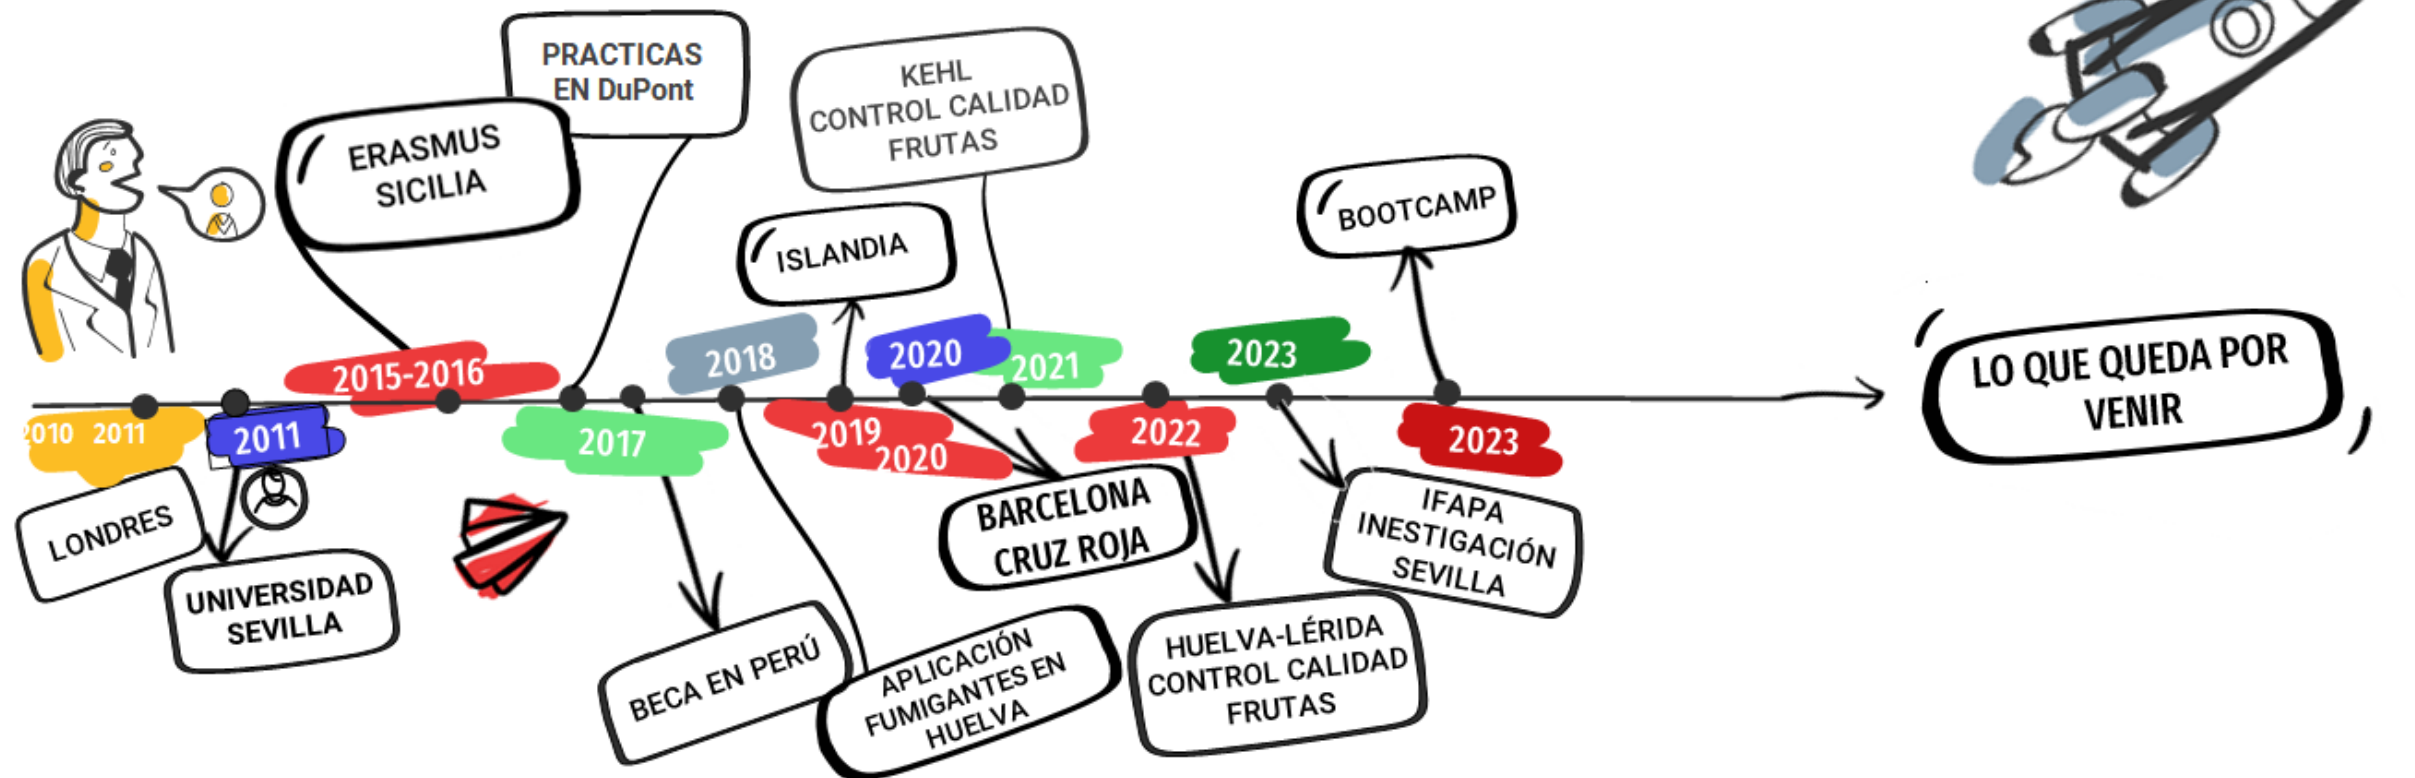 PRACTICAS
EN DuPont
ERASMUS
SICILIA
KEHL
CONTROL CALIDAD
FRUTAS
ISLANDIA
BOOTCAMP
2015-2016
2018
2020
2021
2023
2010 2011
2011
2017
2019
2020
2022
2023
LO QUE QUEDA POR
VENIR
LONDRES
UNIVERSIDAD
SEVILLA
BARCELONA
CRUZ ROJA
IFAPA
INESTIGACIÓN
SEVILLA
BECA EN PERÚ
APLICACIÓN
FUMIGANTES EN
HUELVA
HUELVA-LÉRIDA
CONTROL CALIDAD
FRUTAS